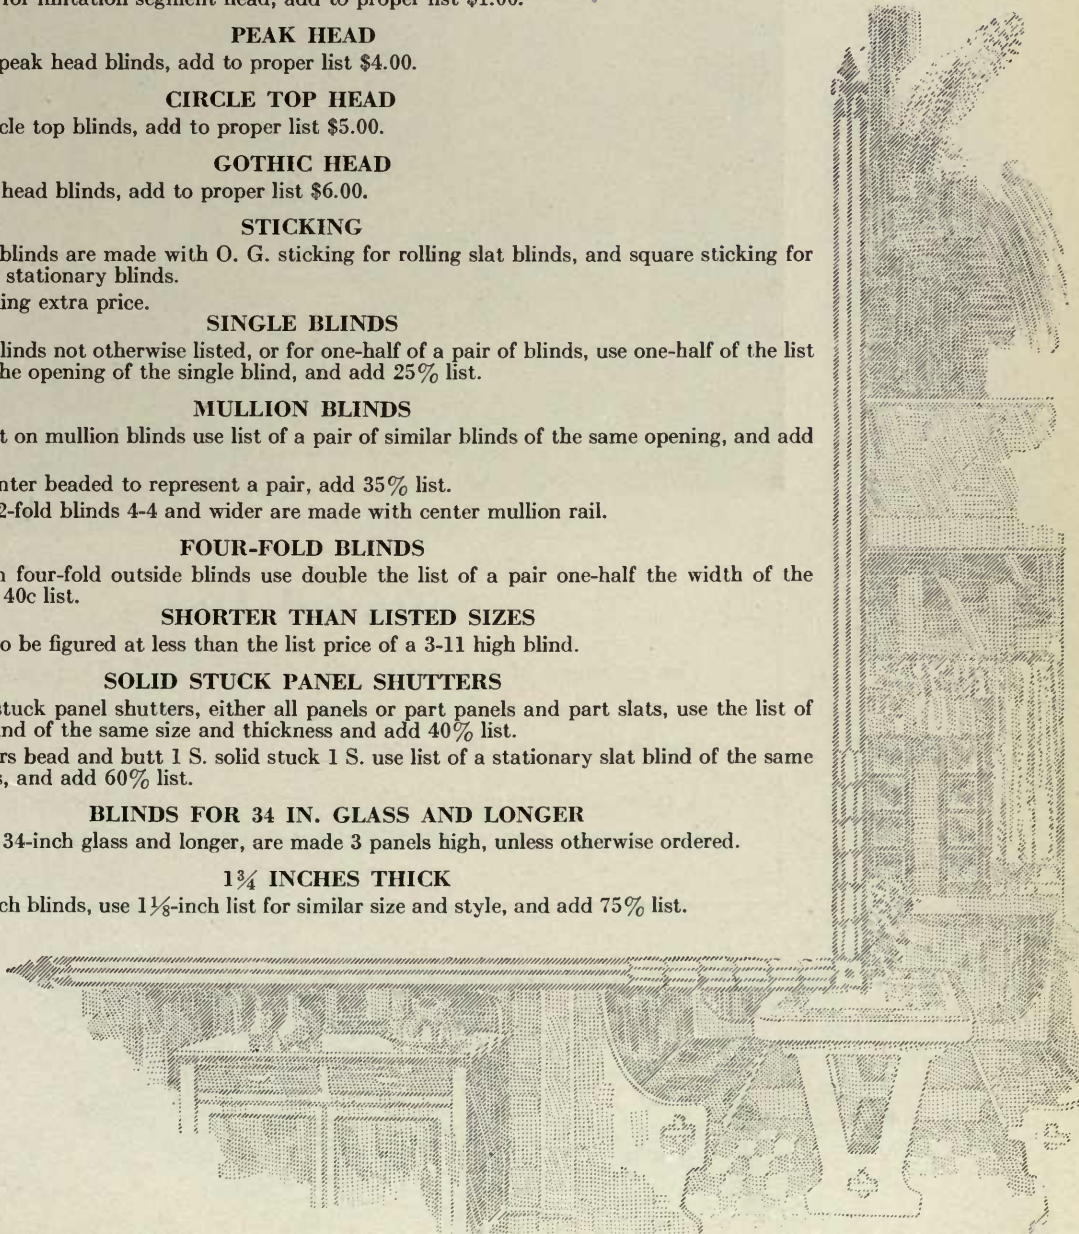 for imitation segment head, add to proper list $1.00.
PEAK HEAD
peak head blinds, add to proper list $4.00.
CIRCLE TOP HEAD
cle top blinds, add to proper list $5.00.
GOTHIC HEAD
head blinds, add to proper list $6.00.
STICKING
blinds are made with O. G. sticking for rolling slat blinds, and square sticking for
stationary blinds.
ing extra price.
SINGLE BLINDS
linds not otherwise listed, or for one-half of a pair of blinds, use one-half of the list
he opening of the single blind, and add 25% list.
MULLION BLINDS
t on mullion blinds use list of a pair of similar blinds of the same opening, and add
nter beaded to represent a pair, add 35% list.
2-fold blinds 4-4 and wider are made with center mullion rail.
FOUR-FOLD BLINDS
n four-fold outside blinds use double the list of a pair one-half the width of the
40c list.
SHORTER THAN LISTED SIZES
o be figured at less than the list price of a 3-11 high blind.
SOLID STUCK PANEL SHUTTERS
stuck panel shutters, either all panels or part panels and part slats, use the list of
nd of the same size and thickness and add 40% list.
rs bead and butt 1 S. solid stuck 1 S. use list of a stationary slat blind of the same
s, and add 60% list.
BLINDS FOR 34 IN. GLASS AND LONGER
34-inch glass and longer, are made 3 panels high, unless otherwise ordered.
1¾ INCHES THICK
ch blinds, use 1⅛-inch list for similar size and style, and add 75% list.